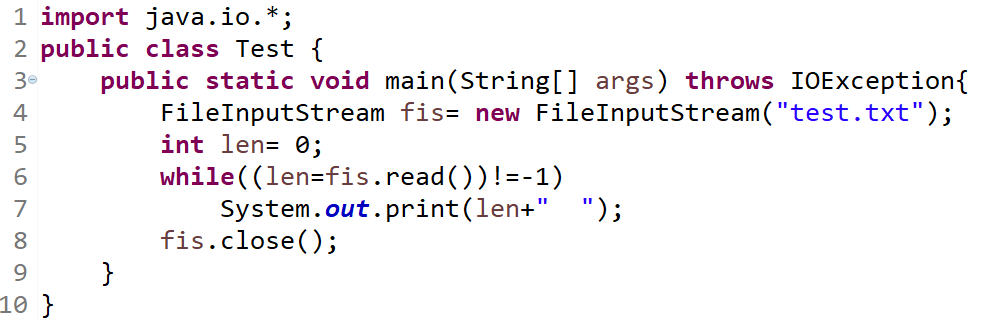 1 import java.io.*;
2 public class Test {
3     public static void main(String[] args) throws IOException{
4         FileInputStream fis= new FileInputStream("test.txt");
5         int len= 0;
6         while((len=fis.read())!=-1)
7             System.out.print(len+"  ");
8         fis.close();
9     }
10 }